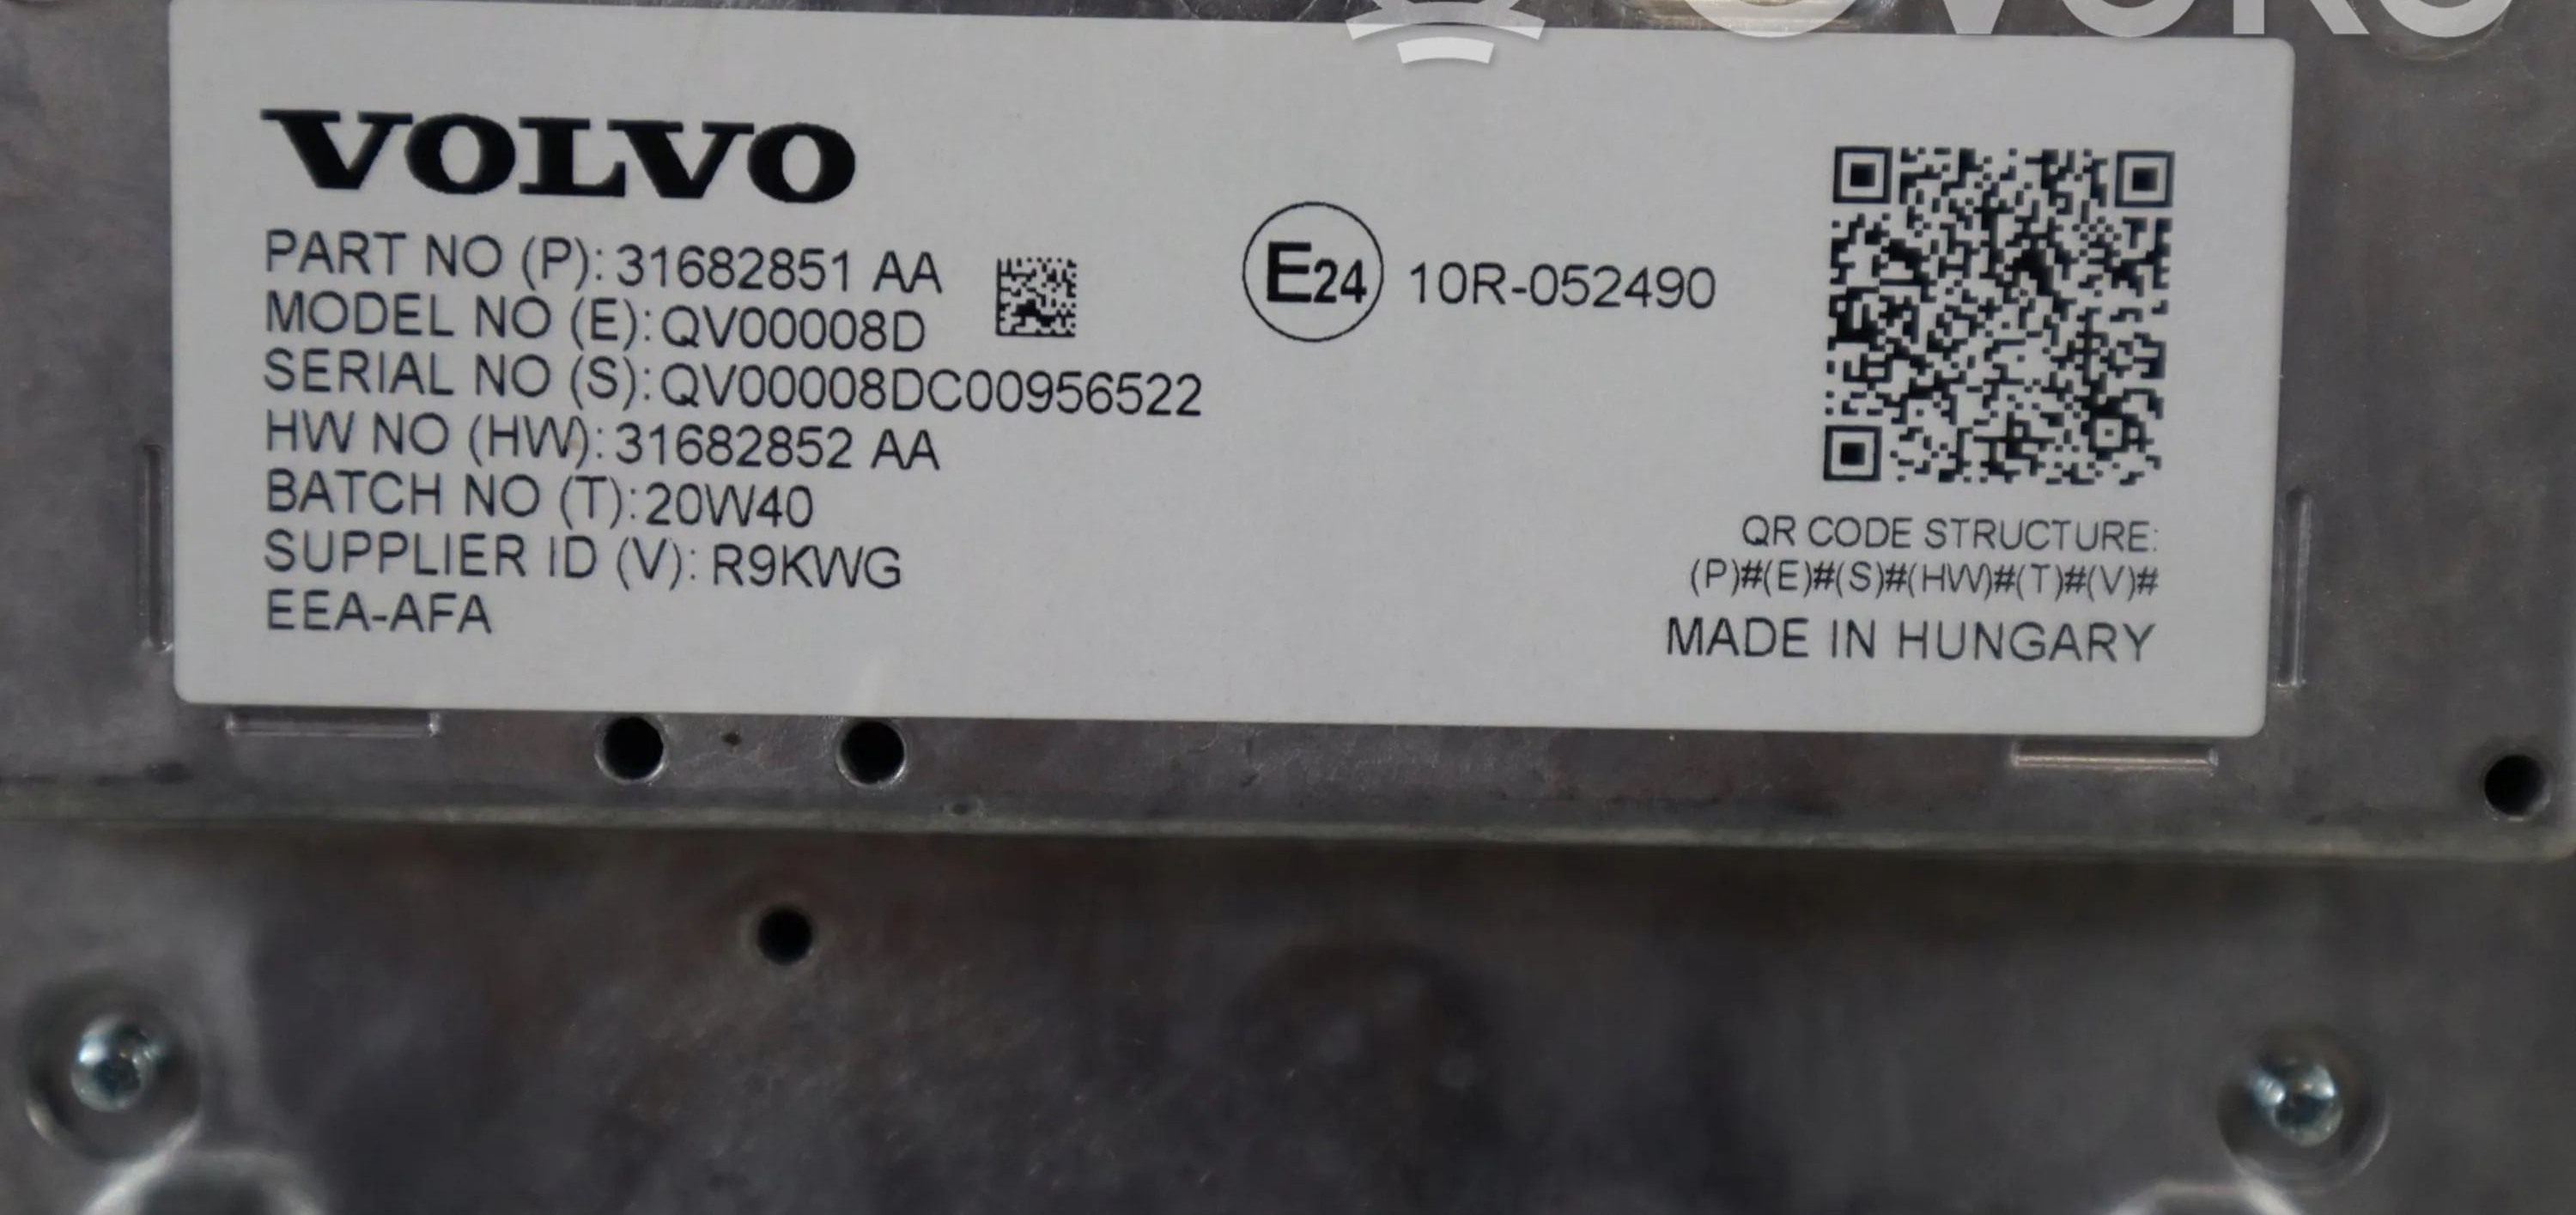 VOLVO
PART NO (P): 31682851 AA
MODEL NO (E): QV00008D
SERIAL NO (S): QV00008DC00956522
HW NO (HW): 31682852 AA
BATCH NO (T): 20W40
SUPPLIER ID (V): R9KWG
EEA-AFA
E24 10R-052490
QR CODE STRUCTURE:
(P)#(E)#(S)#(HW)#(T)#(V)#
MADE IN HUNGARY